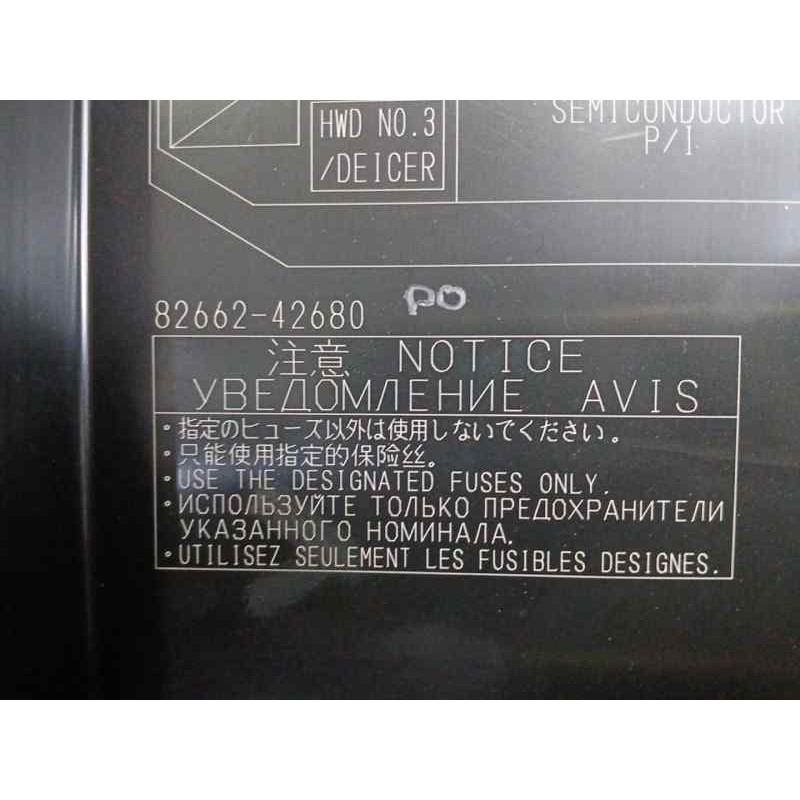 HWD NO.3
/DEICER
SEMICONDUCTOR
P/I
82662-42680
PO
注意 NOTICE
УВЕДОМЛЕНИЕ AVIS
・指定のヒューズ以外は使用しないでください。
・只能使用指定的保险丝。
・USE THE DESIGNATED FUSES ONLY.
・ИСПОЛЬЗУЙТЕ ТОЛЬКО ПРЕДОХРАНИТЕЛИ
УКАЗАННОГО НОМИНАЛА.
・UTILISEZ SEULEMENT LES FUSIBLES DESIGNES.